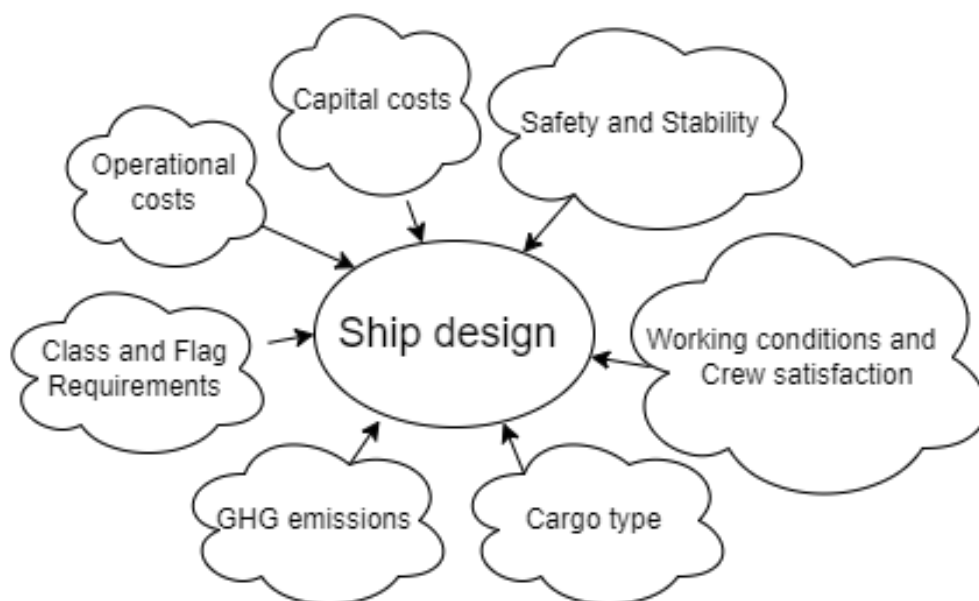 Capital costs
Safety and Stability
Operational
costs
Ship design
Working conditions and
Crew satisfaction
Class and Flag
Requirements
GHG emissions
Cargo type